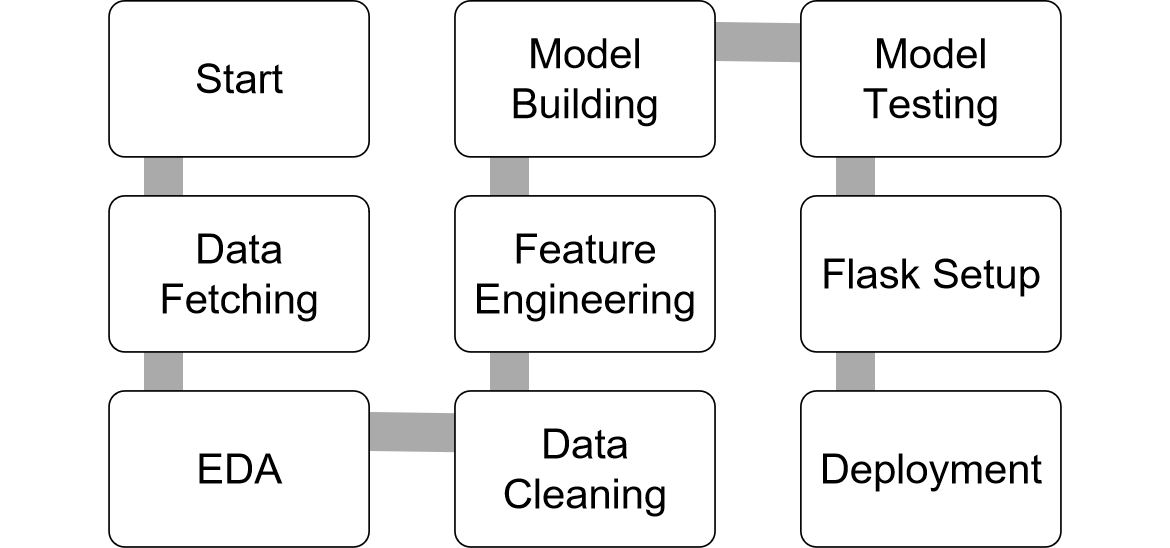 Start
Data
Fetching
EDA
Data
Cleaning
Feature
Engineering
Model
Building
Model
Testing
Flask Setup
Deployment